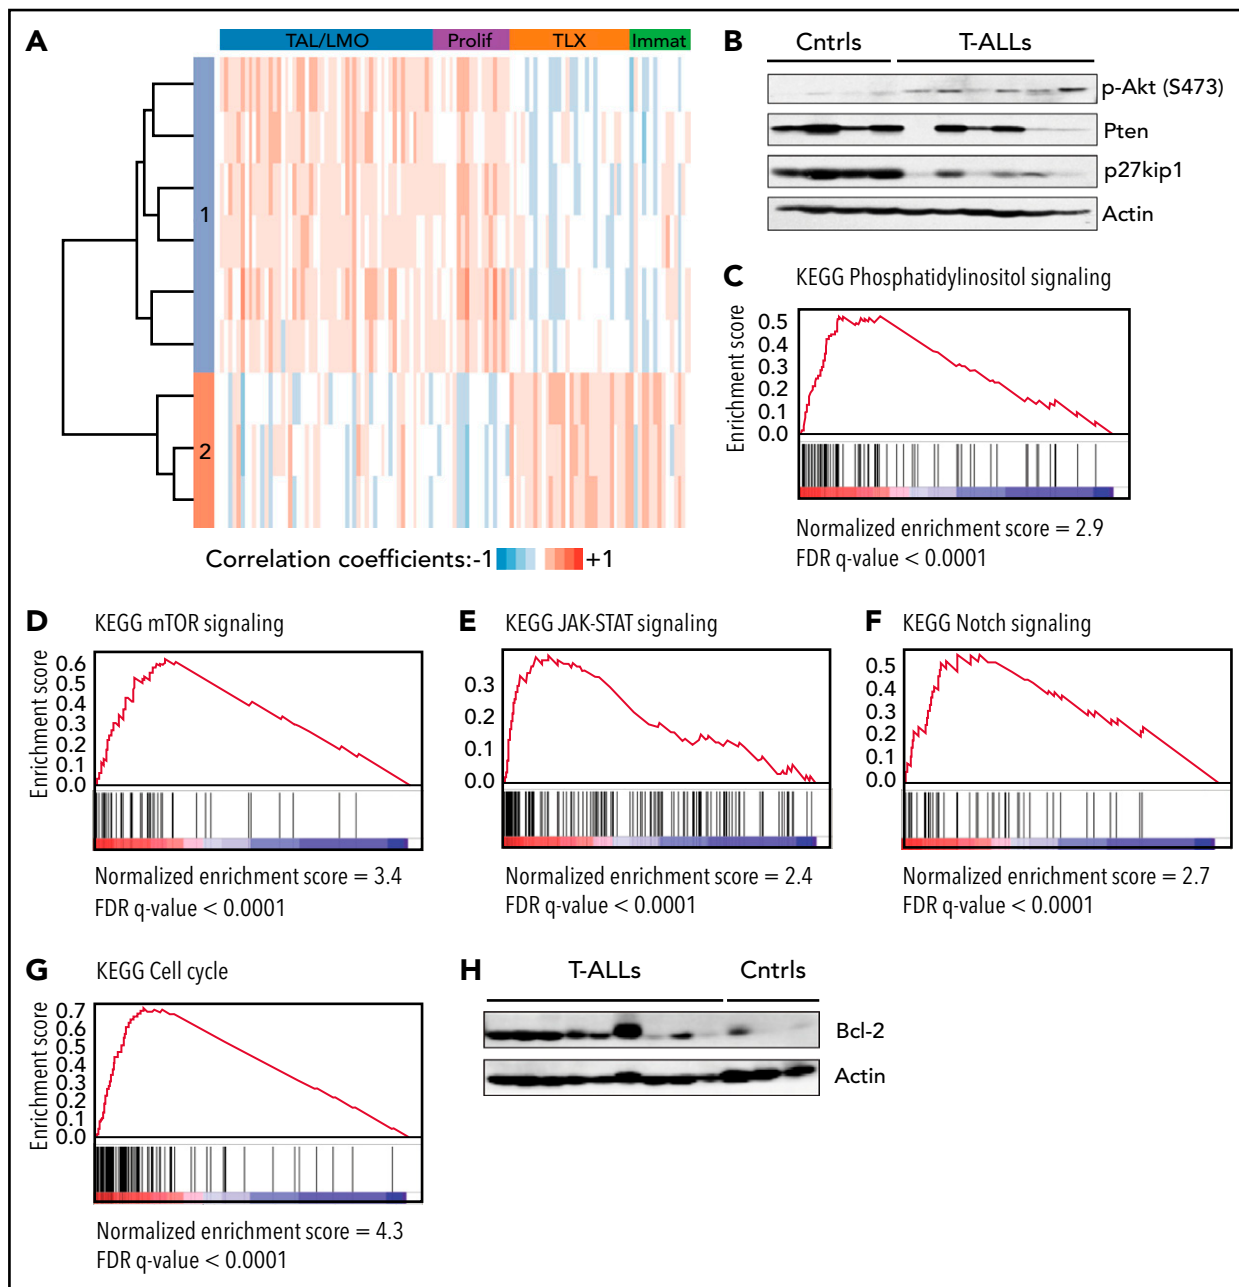 A
TAL/LMO Prolif TLX Immat
1
2
Correlation coefficients:-1 +1
B
Cntrls T-ALLs
p-Akt (S473)
Pten
p27kip1
Actin
C
KEGG Phosphatidylinositol signaling
Enrichment score
0.5
0.4
0.3
0.2
0.1
0.0
Normalized enrichment score = 2.9
FDR q-value < 0.0001
D
KEGG mTOR signaling
Enrichment score
0.6
0.5
0.4
0.3
0.2
0.1
0.0
Normalized enrichment score = 3.4
FDR q-value < 0.0001
E
KEGG JAK-STAT signaling
0.3
0.2
0.1
0.0
Normalized enrichment score = 2.4
FDR q-value < 0.0001
F
KEGG Notch signaling
0.5
0.4
0.3
0.2
0.1
0.0
Normalized enrichment score = 2.7
FDR q-value < 0.0001
G
KEGG Cell cycle
Enrichment score
0.7
0.6
0.5
0.4
0.3
0.2
0.1
0.0
Normalized enrichment score = 4.3
FDR q-value < 0.0001
H
T-ALLs Cntrls
Bcl-2
Actin